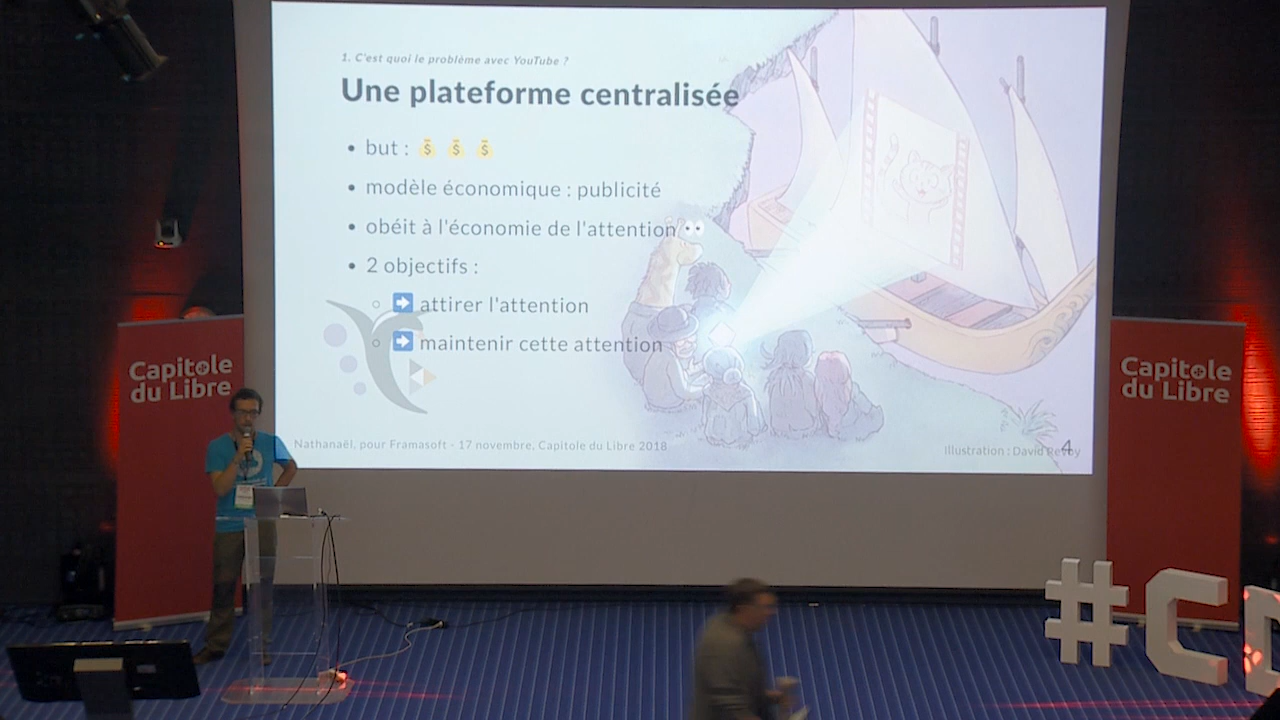 1. C'est quoi le problème avec YouTube ?
Une plateforme centralisée
but :
modèle économique : publicité
obéit à l'économie de l'attention
2 objectifs :
attirer l'attention
maintenir cette attention
Nathanaël, pour Framasoft - 17 novembre, Capitole du Libre 2018
Illustration : David Revoy
4
Capitole
du Libre
Capitole
du Libre
#C